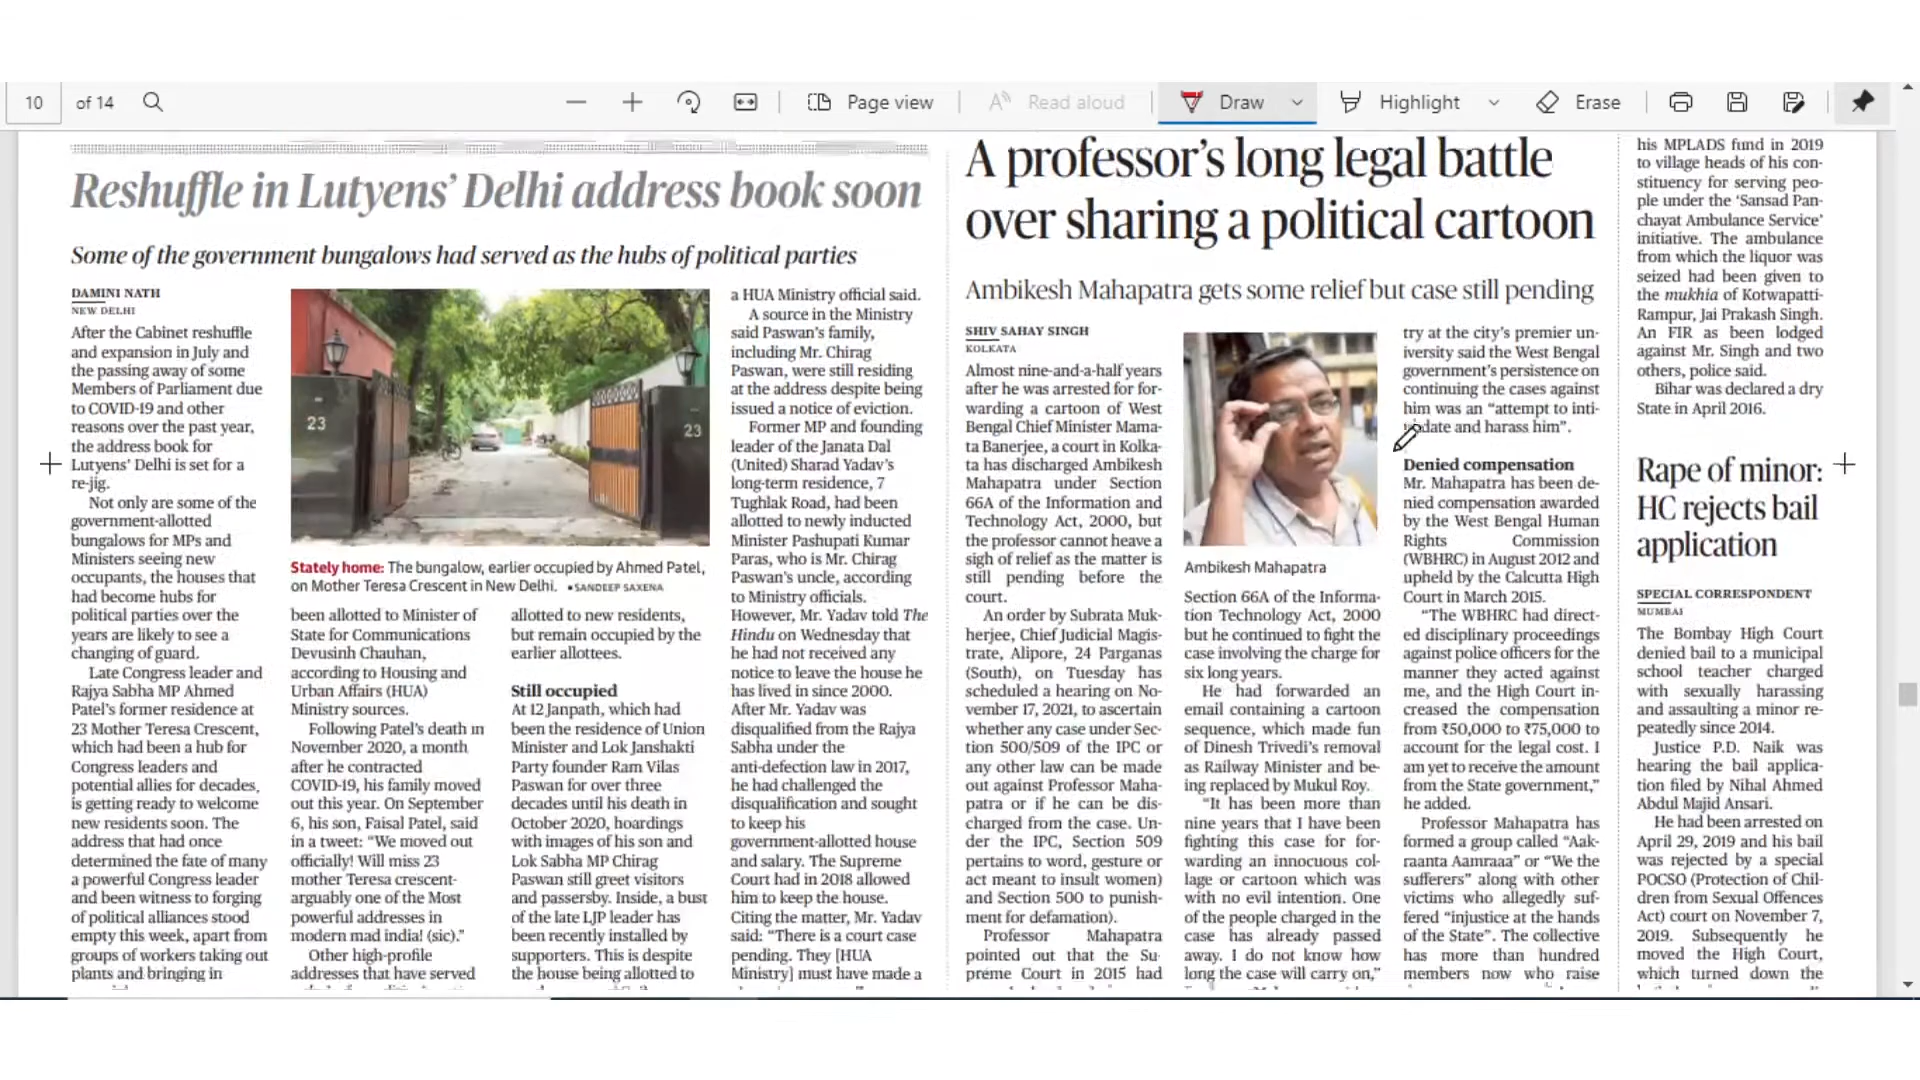 10 of 14
Page view
Read aloud
Draw
Highlight
Erase
Reshuffle in Lutyens’ Delhi address book soon
Some of the government bungalows had served as the hubs of political parties
DAMINI NATH
NEW DELHI
After the Cabinet reshuffle
and expansion in July and
the passing away of some
Members of Parliament due
to COVID-19 and other
reasons over the past year,
the address book for
Lutyens’ Delhi is set for a
re-jig.
Not only are some of the
government-allotted
bungalows for MPs and
Ministers seeing new
occupants, the houses that
had become hubs for
political parties over the
years are likely to see a
changing of guard.
Late Congress leader and
Rajya Sabha MP Ahmed
Patel’s former residence at
23 Mother Teresa Crescent,
which had been a hub for
Congress leaders and
potential allies for decades,
is getting ready to welcome
new residents soon. The
address that had once
determined the fate of many
a powerful Congress leader
and been witness to forging
of political alliances stood
empty this week, apart from
groups of workers taking out
plants and bringing in
23
23
Stately home: The bungalow, earlier occupied by Ahmed Patel,
on Mother Teresa Crescent in New Delhi. •SANDEEP SAXENA
been allotted to Minister of
State for Communications
Devusinh Chauhan,
according to Housing and
Urban Affairs (HUA)
Ministry sources.
Following Patel’s death in
November 2020, a month
after he contracted
COVID-19, his family moved
out this year. On September
6, his son, Faisal Patel, said
in a tweet: “We moved out
officially! Will miss 23
mother Teresa crescent-
arguably one of the Most
powerful addresses in
modern mad india! (sic).”
Other high-profile
addresses that have served
allotted to new residents,
but remain occupied by the
earlier allottees.
Still occupied
At 12 Janpath, which had
been the residence of Union
Minister and Lok Janshakti
Party founder Ram Vilas
Paswan for over three
decades until his death in
October 2020, hoardings
with images of his son and
Lok Sabha MP Chirag
Paswan still greet visitors
and passersby. Inside, a bust
of the late LJP leader has
been recently installed by
supporters. This is despite
the house being allotted to
a HUA Ministry official said.
A source in the Ministry
said Paswan’s family,
including Mr. Chirag
Paswan, were still residing
at the address despite being
issued a notice of eviction.
Former MP and founding
leader of the Janata Dal
(United) Sharad Yadav’s
long-term residence, 7
Tughlak Road, had been
allotted to newly inducted
Minister Pashupati Kumar
Paras, who is Mr. Chirag
Paswan’s uncle, according
to Ministry officials.
However, Mr. Yadav told The
Hindu on Wednesday that
he had not received any
notice to leave the house he
has lived in since 2000.
After Mr. Yadav was
disqualified from the Rajya
Sabha under the
anti-defection law in 2017,
he had challenged the
disqualification and sought
to keep his
government-allotted house
and salary. The Supreme
Court had in 2018 allowed
him to keep the house.
Citing the matter, Mr. Yadav
said: “There is a court case
pending. They [HUA
Ministry] must have made a
A professor’s long legal battle
over sharing a political cartoon
Ambikesh Mahapatra gets some relief but case still pending
SHIV SAHAY SINGH
KOLKATA
Almost nine-and-a-half years
after he was arrested for for-
warding a cartoon of West
Bengal Chief Minister Mama-
ta Banerjee, a court in Kolka-
ta has discharged Ambikesh
Mahapatra under Section
66A of the Information and
Technology Act, 2000, but
the professor cannot heave a
sigh of relief as the matter is
still pending before the
court.
An order by Subrata Muk-
herjee, Chief Judicial Magis-
trate, Alipore, 24 Parganas
(South), on Tuesday has
scheduled a hearing on No-
vember 17, 2021, to ascertain
whether any case under Sec-
tion 500/509 of the IPC or
any other law can be made
out against Professor Maha-
patra or if he can be dis-
charged from the case. Un-
der the IPC, Section 509
pertains to word, gesture or
act meant to insult women)
and Section 500 to punish-
ment for defamation).
Professor Mahapatra
pointed out that the Su-
preme Court in 2015 had
Ambikesh Mahapatra
Section 66A of the Informa-
tion Technology Act, 2000
but he continued to fight the
case involving the charge for
six long years.
He had forwarded an
email containing a cartoon
sequence, which made fun
of Dinesh Trivedi’s removal
as Railway Minister and be-
ing replaced by Mukul Roy.
“It has been more than
nine years that I have been
fighting this case for for-
warding an innocuous col-
lage or cartoon which was
with no evil intention. One
of the people charged in the
case has already passed
away. I do not know how
long the case will carry on,”
try at the city’s premier un-
iversity said the West Bengal
government’s persistence on
continuing the cases against
him was an “attempt to inti-
date and harass him”.
Denied compensation
Mr. Mahapatra has been de-
nied compensation awarded
by the West Bengal Human
Rights Commission
(WBHRC) in August 2012 and
upheld by the Calcutta High
Court in March 2015.
“The WBHRC had direct-
ed disciplinary proceedings
against police officers for the
manner they acted against
me, and the High Court in-
creased the compensation
from ₹50,000 to ₹75,000 to
account for the legal cost. I
am yet to receive the amount
from the State government,”
he added.
Professor Mahapatra has
formed a group called “Aak-
raanta Aamraaa” or “We the
sufferers” along with other
victims who allegedly suf-
fered “injustice at the hands
of the State”. The collective
has more than hundred
members now who raise
his MPLADS fund in 2019
to village heads of his con-
stituency for serving peo-
ple under the ‘Sansad Pan-
chayat Ambulance Service’
initiative. The ambulance
from which the liquor was
seized had been given to
the mukhia of Kotwapatti-
Rampur, Jai Prakash Singh.
An FIR as been lodged
against Mr. Singh and two
others, police said.
Bihar was declared a dry
State in April 2016.
Rape of minor:
HC rejects bail
application
SPECIAL CORRESPONDENT
MUMBAI
The Bombay High Court
denied bail to a municipal
school teacher charged
with sexually harassing
and assaulting a minor re-
peatedly since 2014.
Justice P.D. Naik was
hearing the bail applica-
tion filed by Nihal Ahmed
Abdul Majid Ansari.
He had been arrested on
April 29, 2019 and his bail
was rejected by a special
POCSO (Protection of Chil-
dren from Sexual Offences
Act) court on November 7,
2019. Subsequently he
moved the High Court,
which turned down the